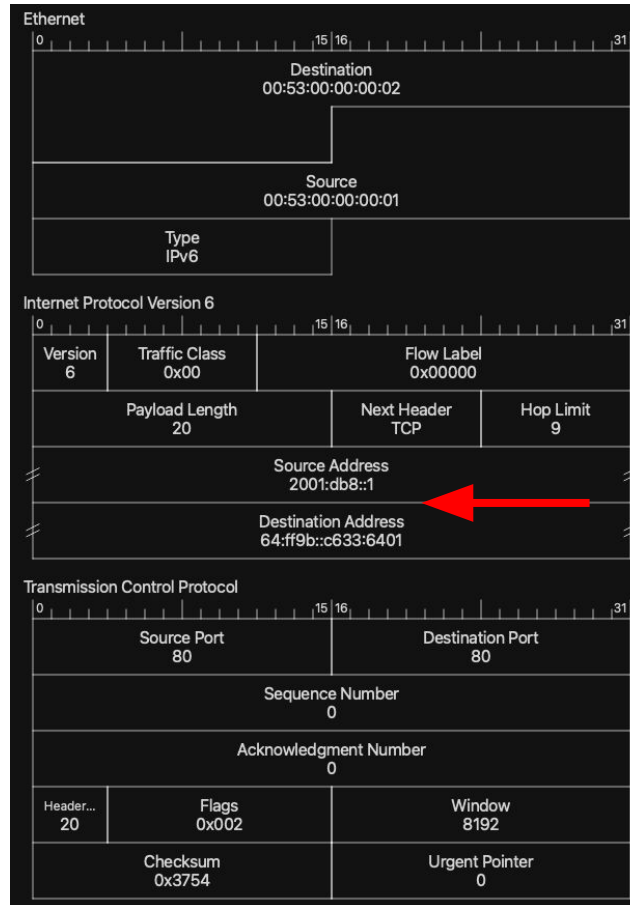 Ethernet
0 15 16 31
Destination
00:53:00:00:00:02
Source
00:53:00:00:00:01
Type
IPv6
Internet Protocol Version 6
0 15 16 31
Version Traffic Class Flow Label
6 0x00 0x00000
Payload Length Next Header Hop Limit
20 TCP 9
Source Address
2001:db8::1
Destination Address
64:ff9b::c633:6401
Transmission Control Protocol
0 15 16 31
Source Port Destination Port
80 80
Sequence Number
0
Acknowledgment Number
0
Header... Flags Window
20 0x002 8192
Checksum Urgent Pointer
0x3754 0